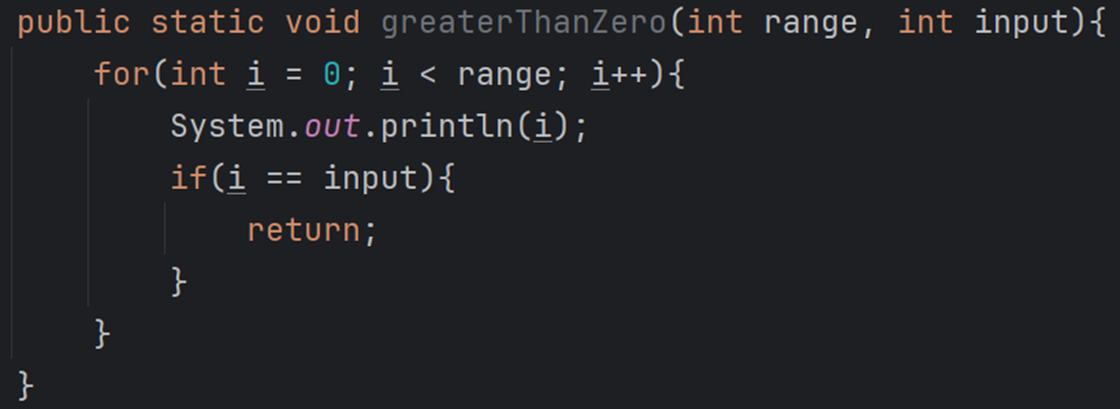 public static void greaterThanZero(int range, int input){
    for(int i = 0; i < range; i++){
        System.out.println(i);
        if(i == input){
            return;
        }
    }
}